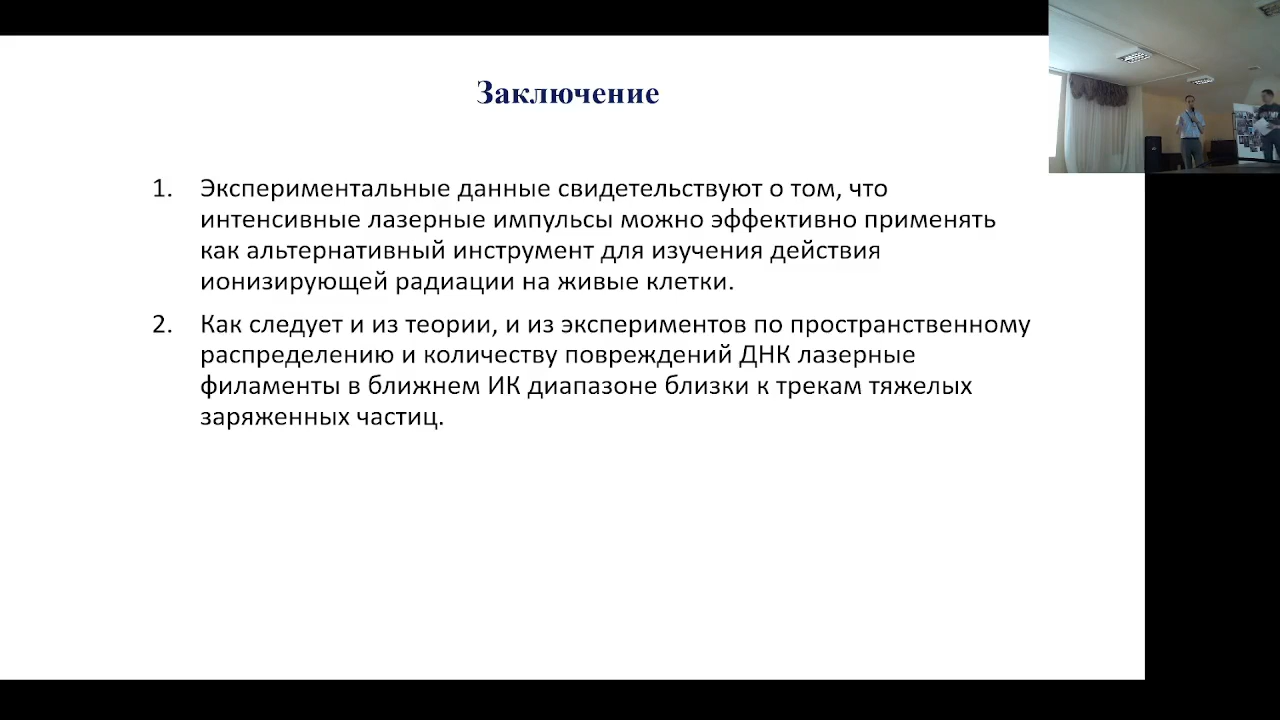 Заключение
1. Экспериментальные данные свидетельствуют о том, что
интенсивные лазерные импульсы можно эффективно применять
как альтернативный инструмент для изучения действия
ионизирующей радиации на живые клетки.
2. Как следует и из теории, и из экспериментов по пространственному
распределению и количеству повреждений ДНК лазерные
филаменты в ближнем ИК диапазоне близки к трекам тяжелых
заряженных частиц.